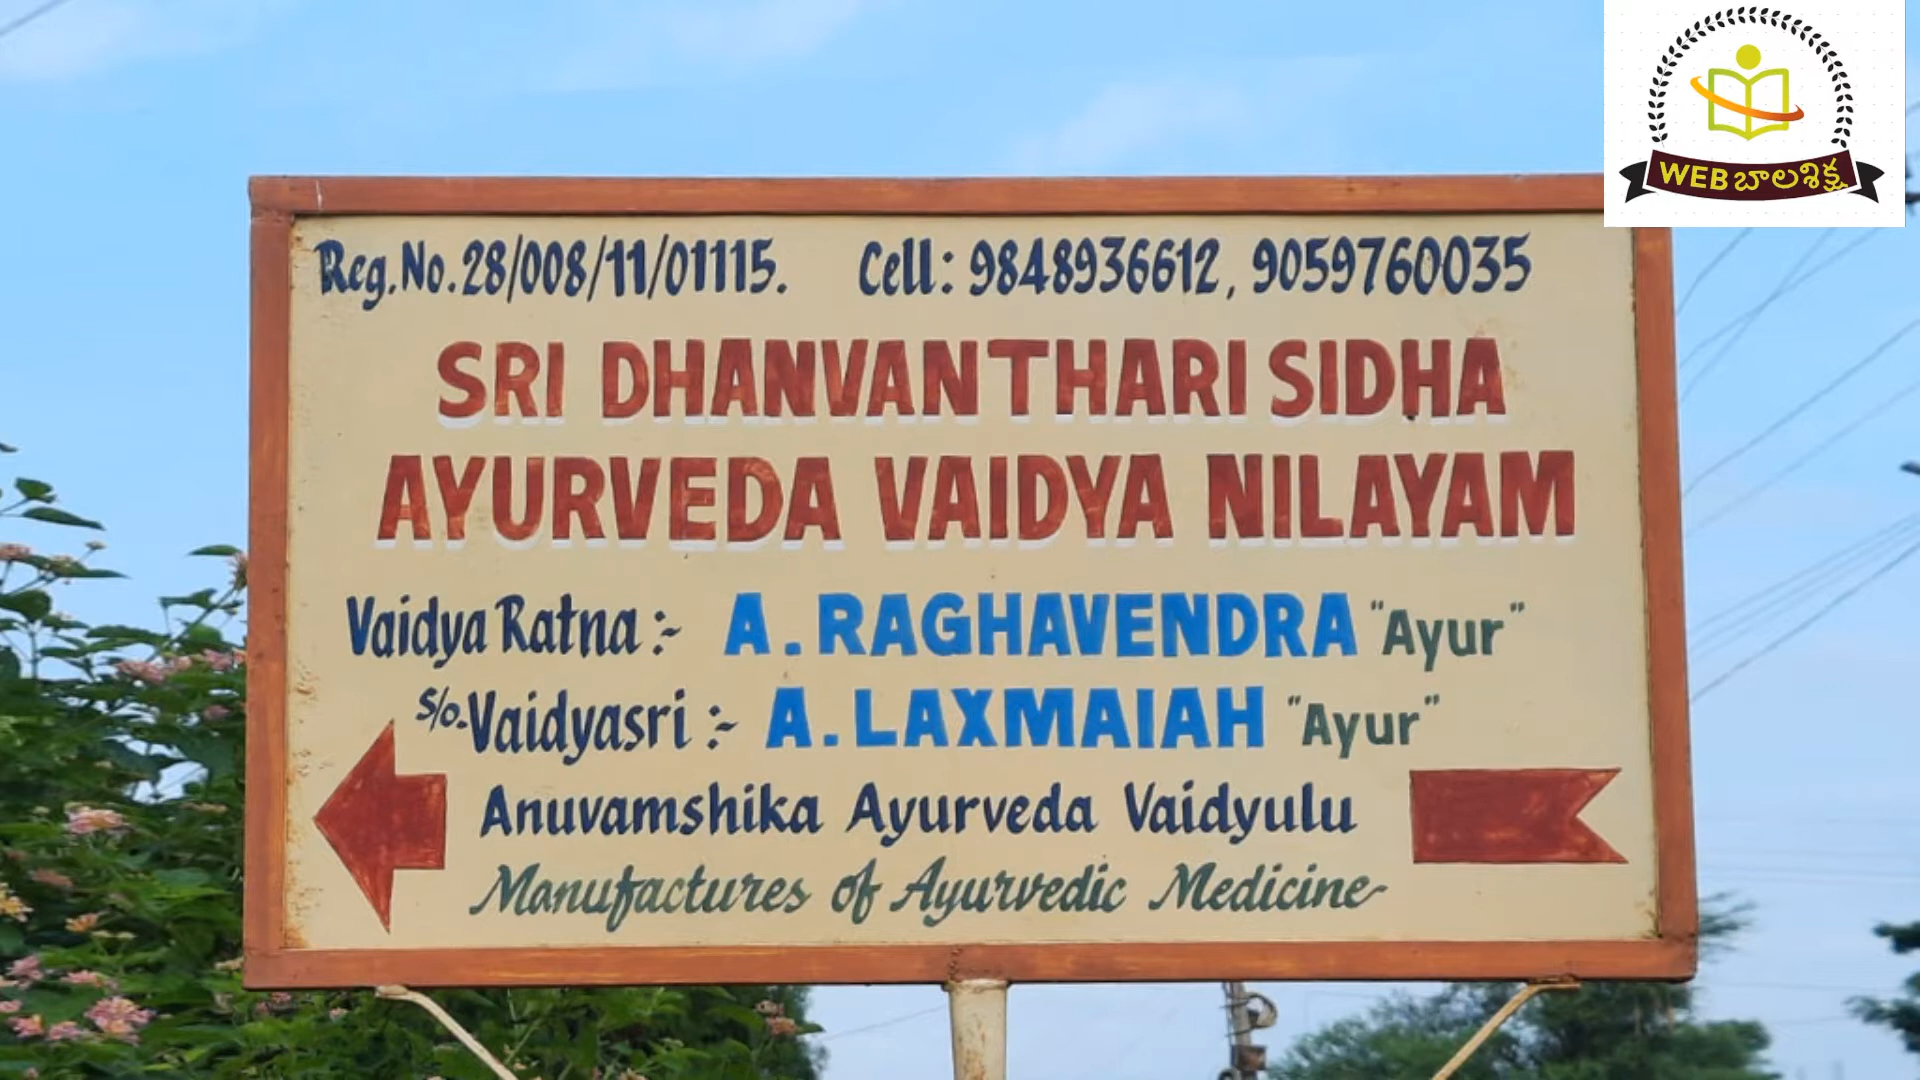 WEB బాలశిక్ష
Reg.No.28/008/11/01115. Cell: 9848936612, 9059760035
SRI DHANVANTHARI SIDHA
AYURVEDA VAIDYA NILAYAM
Vaidya Ratna :- A. RAGHAVENDRA "Ayur"
S/o. Vaidyasri :- A. LAXMAIAH "Ayur"
Anuvamshika Ayurveda Vaidyulu
Manufactures of Ayurvedic Medicine